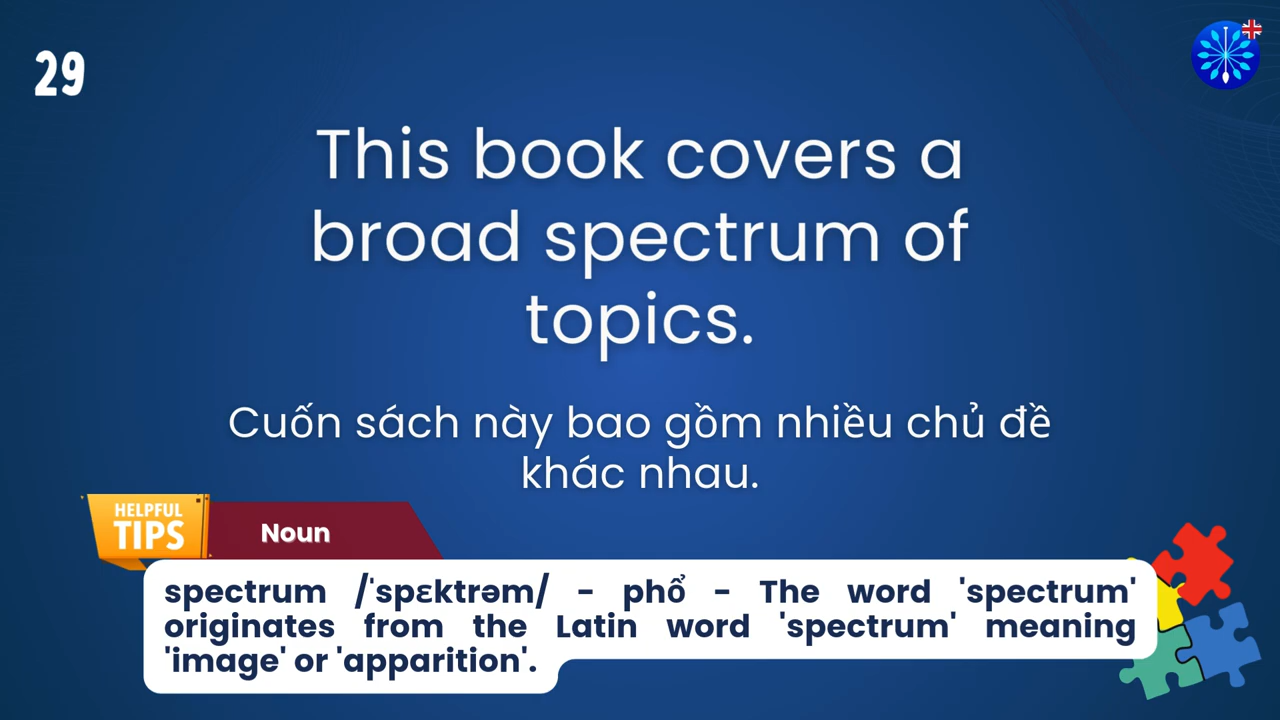 29
This book covers a
broad spectrum of
topics.
Cuốn sách này bao gồm nhiều chủ đề
khác nhau.
HELPFUL
TIPS
Noun
spectrum /ˈspɛktrəm/ - phổ - The word 'spectrum'
originates from the Latin word 'spectrum' meaning
'image' or 'apparition'.